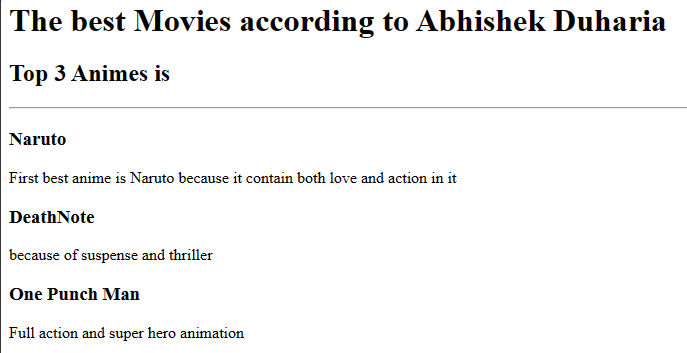 The best Movies according to Abhishek Duharia
Top 3 Animes is
Naruto
First best anime is Naruto because it contain both love and action in it
DeathNote
because of suspense and thriller
One Punch Man
Full action and super hero animation